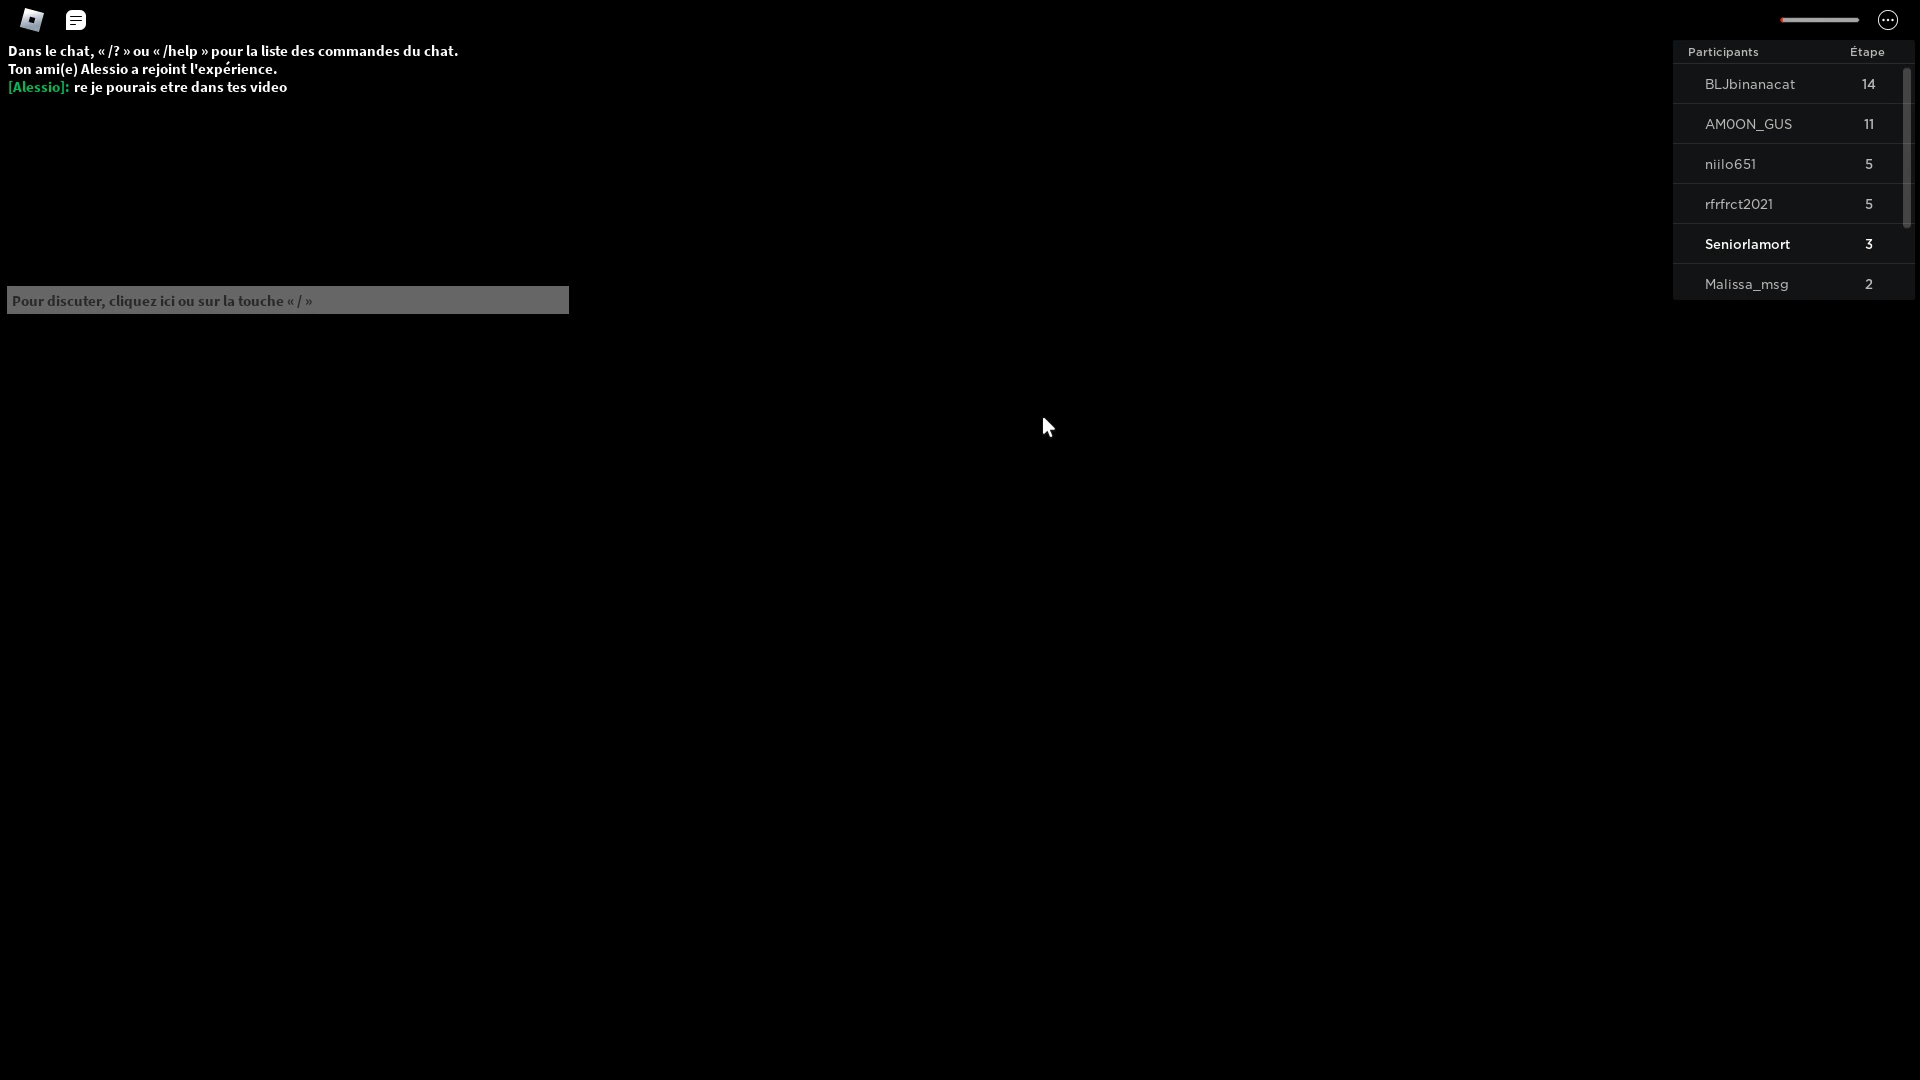 Dans le chat, « /? » ou « /help » pour la liste des commandes du chat.
Ton ami(e) Alessio a rejoint l'expérience.
[Alessio]: re je pourais etre dans tes video
Pour discuter, cliquez ici ou sur la touche « / »
Participants Étape
BLJbinanacat 14
AM0ON_GUS 11
niilo651 5
rfrfrct2021 5
Seniorlamort 3
Malissa_msg 2